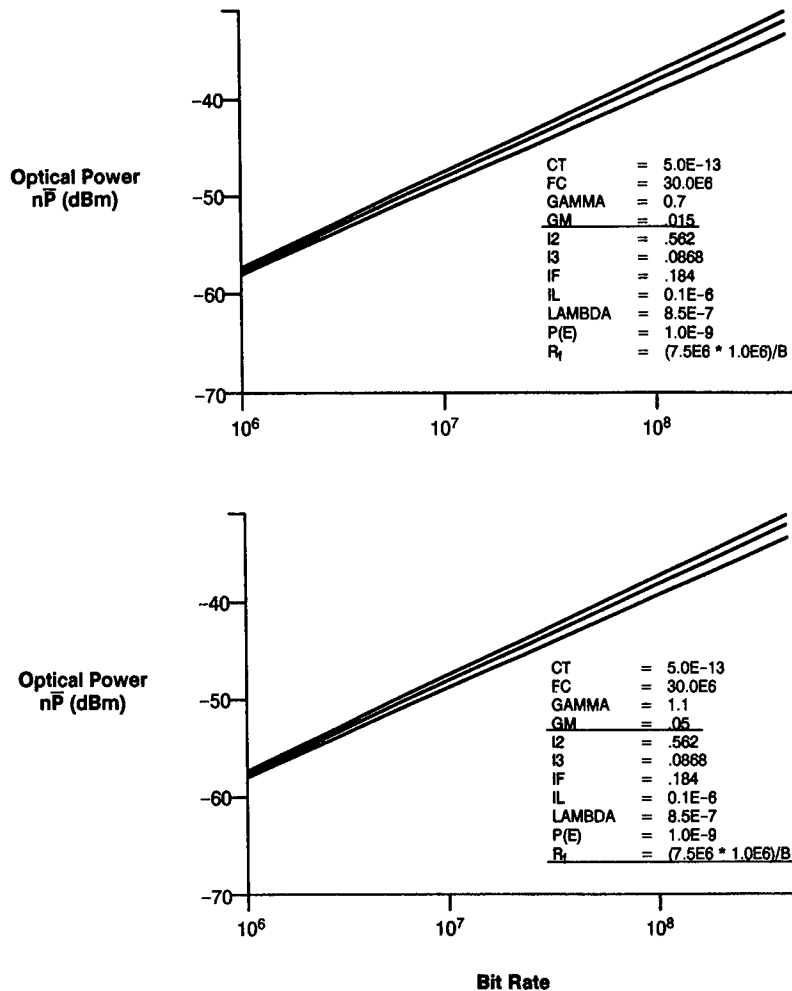 -40
Optical Power
nP̅ (dBm)
-50
-60
-70
10⁶
10⁷
10⁸
CT = 5.0E-13
FC = 30.0E6
GAMMA = 0.7
GM = .015
I2 = .562
I3 = .0868
IF = .184
IL = 0.1E-6
LAMBDA = 8.5E-7
P(E) = 1.0E-9
Rf = (7.5E6 * 1.0E6)/B
-40
Optical Power
nP̅ (dBm)
-50
-60
-70
10⁶
10⁷
10⁸
CT = 5.0E-13
FC = 30.0E6
GAMMA = 1.1
GM = .05
I2 = .562
I3 = .0868
IF = .184
IL = 0.1E-6
LAMBDA = 8.5E-7
P(E) = 1.0E-9
Rf = (7.5E6 * 1.0E6)/B
Bit Rate